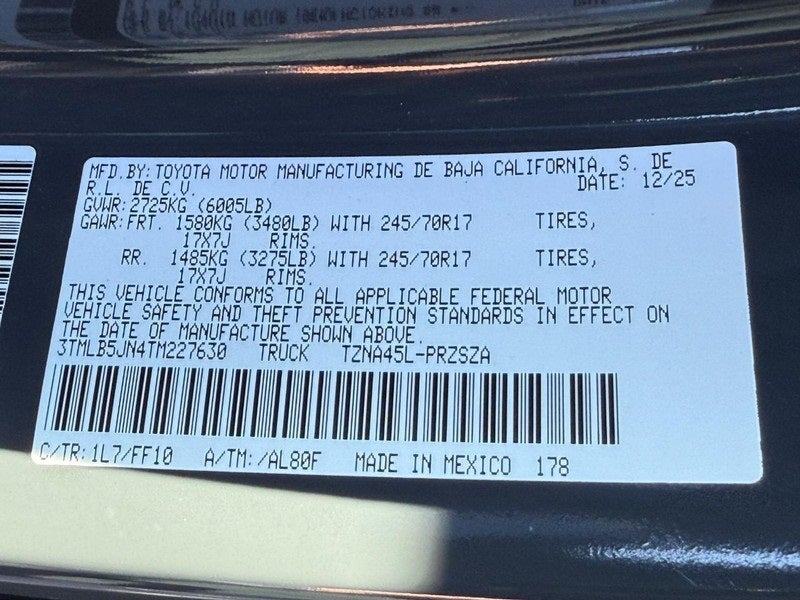 MFD.BY:TOYOTA MOTOR MANUFACTURING DE BAJA CALIFORNIA, S. DE
R.L. DE C.V. DATE: 12/25
GVWR:2725KG (6005LB)
GAWR:FRT. 1580KG (3480LB) WITH 245/70R17 TIRES,
17X7J RIMS.
RR. 1485KG (3275LB) WITH 245/70R17 TIRES,
17X7J RIMS.
THIS VEHICLE CONFORMS TO ALL APPLICABLE FEDERAL MOTOR
VEHICLE SAFETY AND THEFT PREVENTION STANDARDS IN EFFECT ON
THE DATE OF MANUFACTURE SHOWN ABOVE.
3TMLB5JN4TM227630 TRUCK TZNA45L-PRZSZA
C/TR:1L7/FF10 A/TM:/AL80F MADE IN MEXICO 178